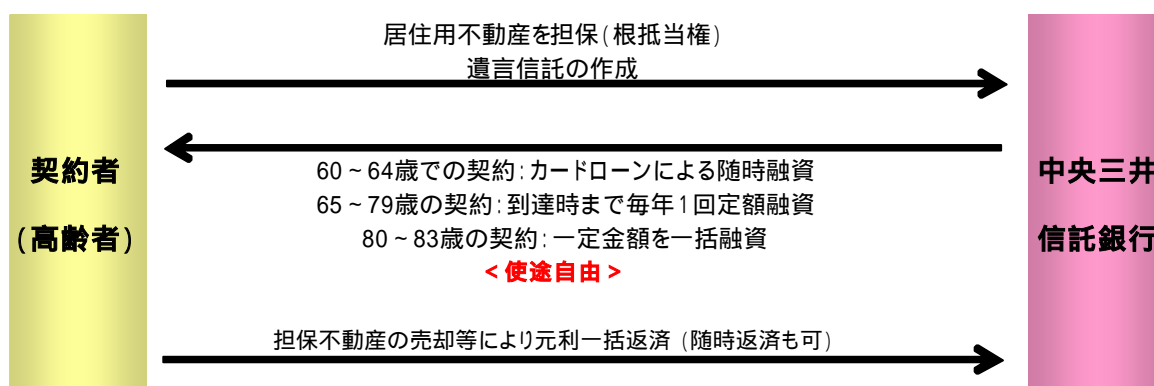 居住用不動産を担保(根抵当権)
遺言信託の作成
契約者
(高齢者)
60~64歳での契約:カードローンによる随時融資
65~79歳の契約:到達時まで毎年1回定額融資
80~83歳の契約:一定金額を一括融資
<使途自由>
中央三井
信託銀行
担保不動産の売却等により元利一括返済 (随時返済も可)